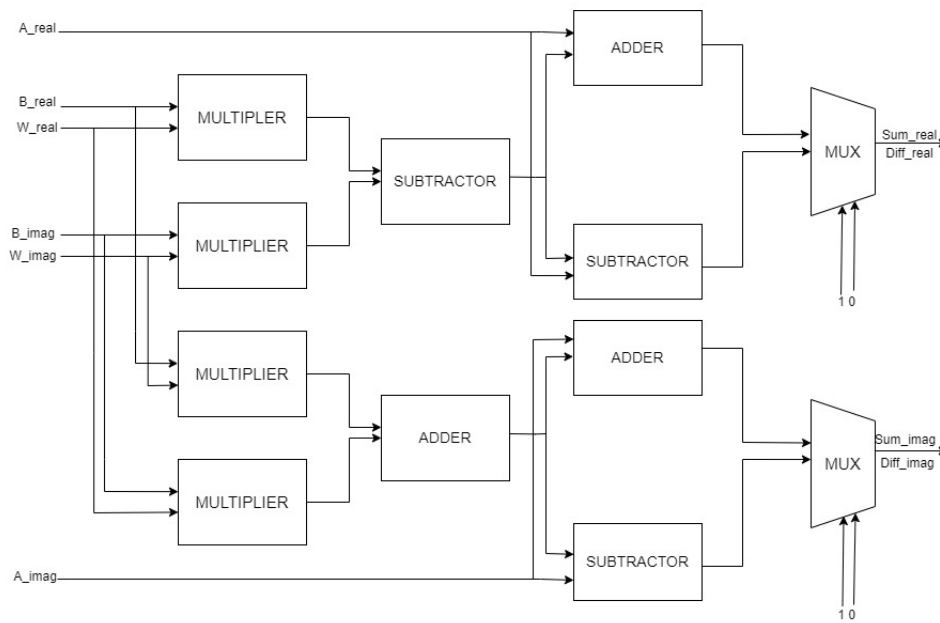 A_real
ADDER
B_real
MULTIPLER
W_real
Sum_real
MUX
Diff_real
SUBTRACTOR
B_imag
MULTIPLIER
W_imag
SUBTRACTOR
1 0
ADDER
MULTIPLIER
ADDER
Sum_imag
MUX
Diff_imag
MULTIPLIER
SUBTRACTOR
A_imag
1 0